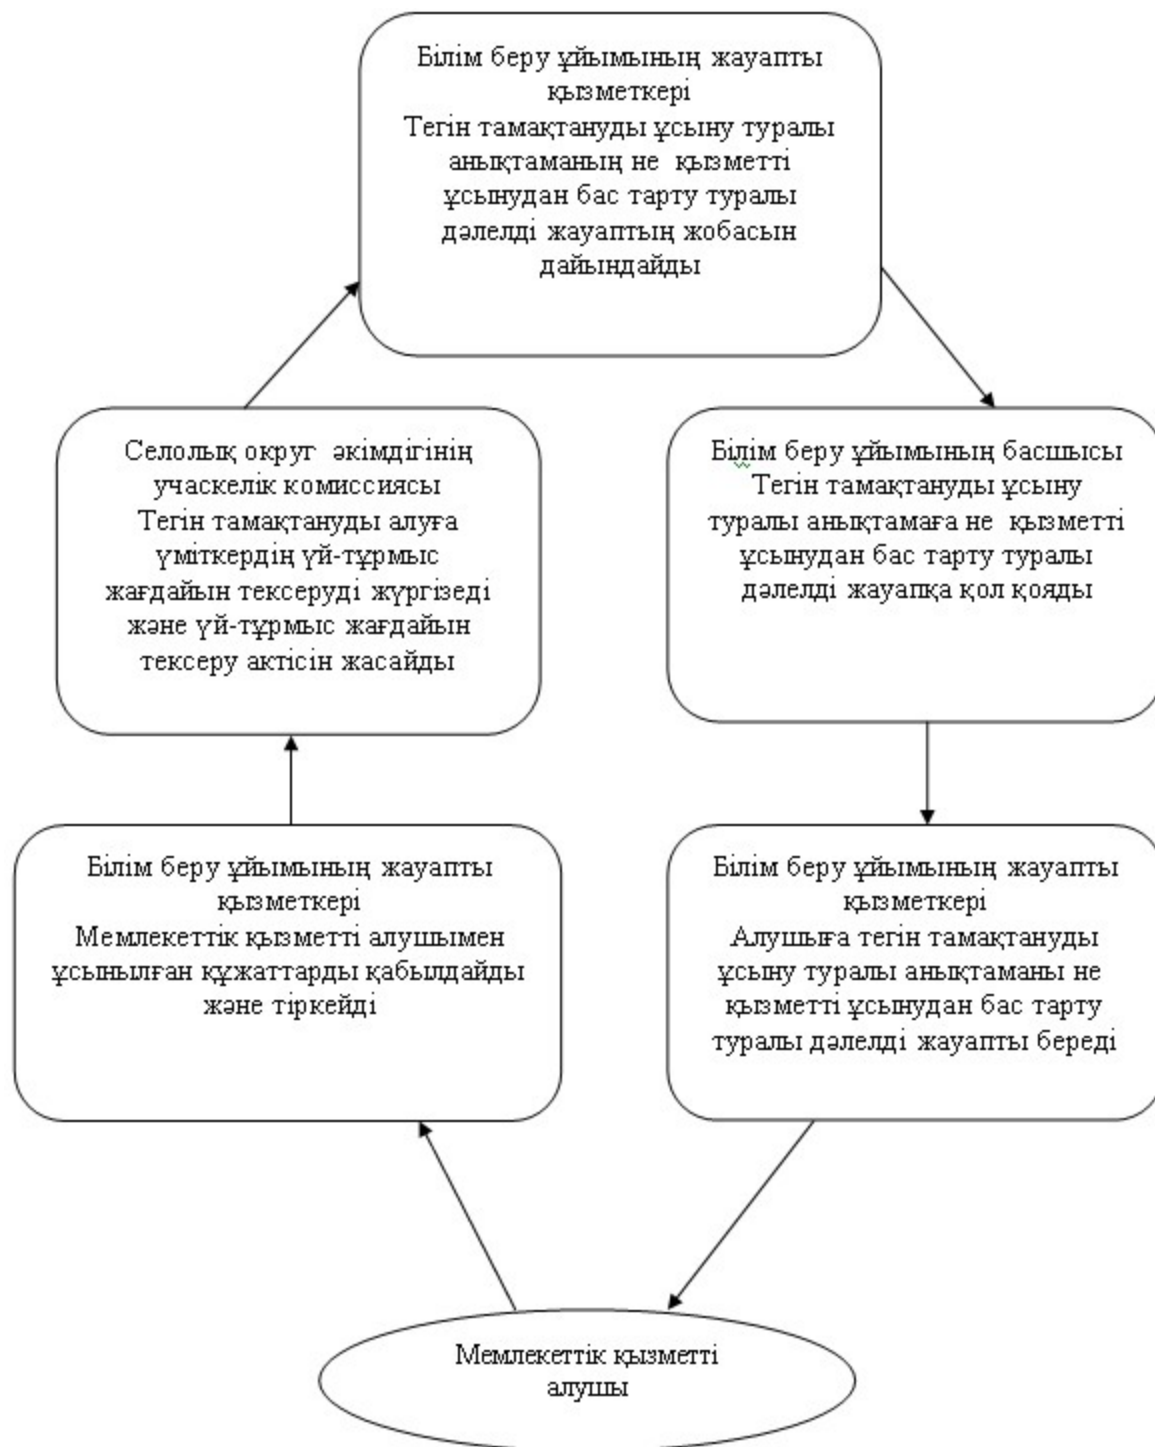 Білім беру ұйымының жауапты
қызметкері
Тегін тамақтануды ұсыну туралы
анықтаманың не қызметті
ұсынудан бас тарту туралы
дәлелді жауаптың жобасын
дайындайды
Селолық округ әкімдігінің
учаскелік комиссиясы
Тегін тамақтануды алуға
үміткердің үй-тұрмыс
жағдайын тексеруді жүргізеді
және үй-тұрмыс жағдайын
тексеру актісін жасайды
Білім беру ұйымының басшысы
Тегін тамақтануды ұсыну
туралы анықтамаға не қызметті
ұсынудан бас тарту туралы
дәлелді жауапқа қол қояды
Білім беру ұйымының жауапты
қызметкері
Мемлекеттік қызметті алушымен
ұсынылған құжаттарды қабылдайды
және тіркейді
Білім беру ұйымының жауапты
қызметкері
Алушыға тегін тамақтануды
ұсыну туралы анықтаманы не
қызметті ұсынудан бас тарту
туралы дәлелді жауапты береді
Мемлекеттік қызметті
алушы